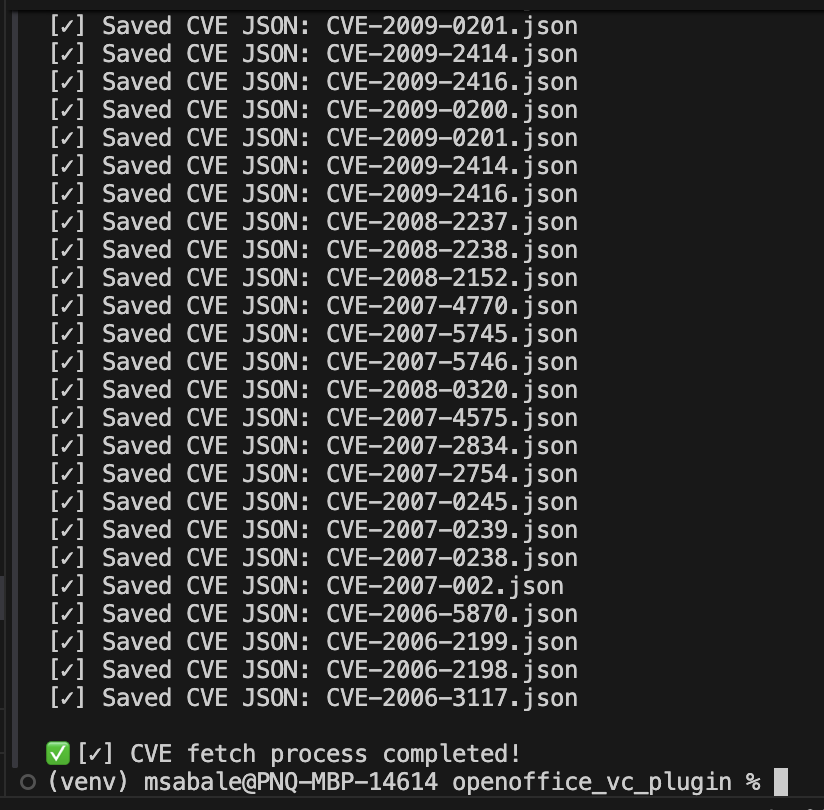 [✓] Saved CVE JSON: CVE-2009-0201.json
[✓] Saved CVE JSON: CVE-2009-2414.json
[✓] Saved CVE JSON: CVE-2009-2416.json
[✓] Saved CVE JSON: CVE-2009-0200.json
[✓] Saved CVE JSON: CVE-2009-0201.json
[✓] Saved CVE JSON: CVE-2009-2414.json
[✓] Saved CVE JSON: CVE-2009-2416.json
[✓] Saved CVE JSON: CVE-2008-2237.json
[✓] Saved CVE JSON: CVE-2008-2238.json
[✓] Saved CVE JSON: CVE-2008-2152.json
[✓] Saved CVE JSON: CVE-2007-4770.json
[✓] Saved CVE JSON: CVE-2007-5745.json
[✓] Saved CVE JSON: CVE-2007-5746.json
[✓] Saved CVE JSON: CVE-2008-0320.json
[✓] Saved CVE JSON: CVE-2007-4575.json
[✓] Saved CVE JSON: CVE-2007-2834.json
[✓] Saved CVE JSON: CVE-2007-2754.json
[✓] Saved CVE JSON: CVE-2007-0245.json
[✓] Saved CVE JSON: CVE-2007-0239.json
[✓] Saved CVE JSON: CVE-2007-0238.json
[✓] Saved CVE JSON: CVE-2007-002.json
[✓] Saved CVE JSON: CVE-2006-5870.json
[✓] Saved CVE JSON: CVE-2006-2199.json
[✓] Saved CVE JSON: CVE-2006-2198.json
[✓] Saved CVE JSON: CVE-2006-3117.json
✅ [✓] CVE fetch process completed!
(venv) msabale@PNQ-MBP-14614 openoffice_vc_plugin %